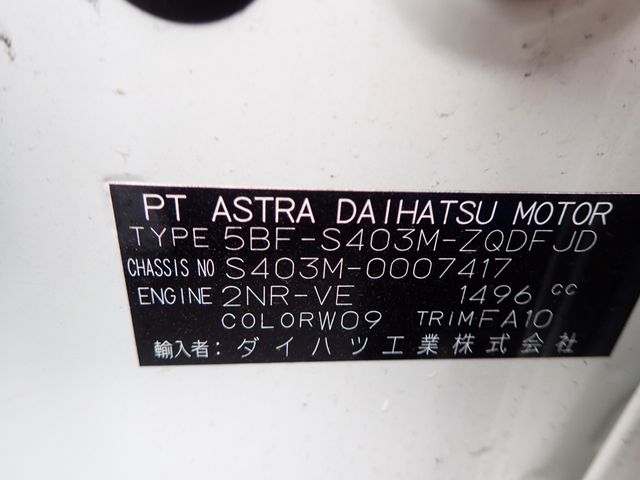 PT ASTRA DAIHATSU MOTOR
TYPE 5BF-S403M-ZQDFJD
CHASSIS NO S403M-0007417
ENGINE 2NR-VE 1496 cc
COLOR W09 TRIM FA10
輸入者: ダイハツ工業株式会社